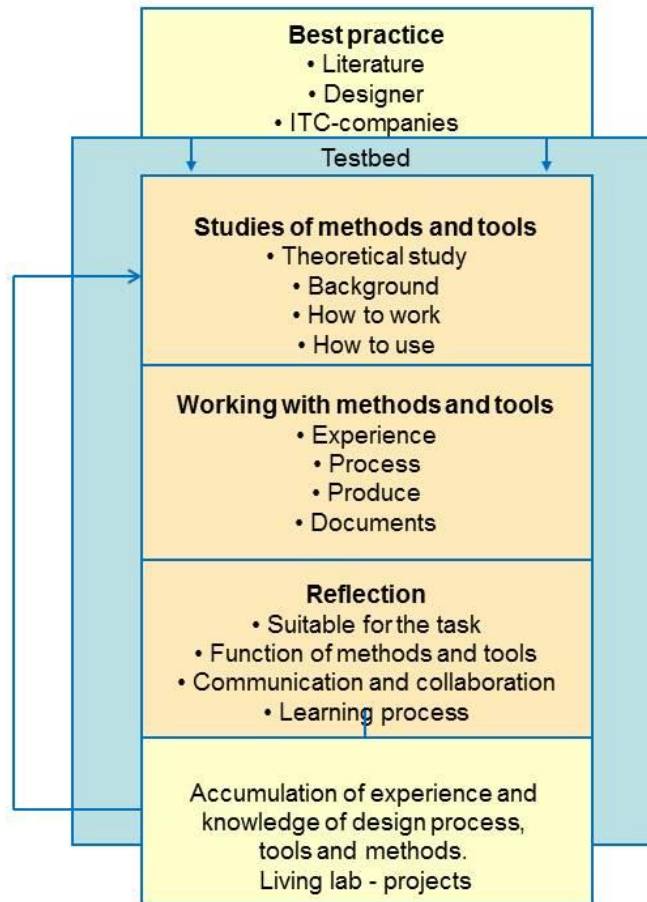 Best practice
• Literature
• Designer
• ITC-companies
Testbed
Studies of methods and tools
• Theoretical study
• Background
• How to work
• How to use
Working with methods and tools
• Experience
• Process
• Produce
• Documents
Reflection
• Suitable for the task
• Function of methods and tools
• Communication and collaboration
• Learning process
Accumulation of experience and
knowledge of design process,
tools and methods.
Living lab - projects